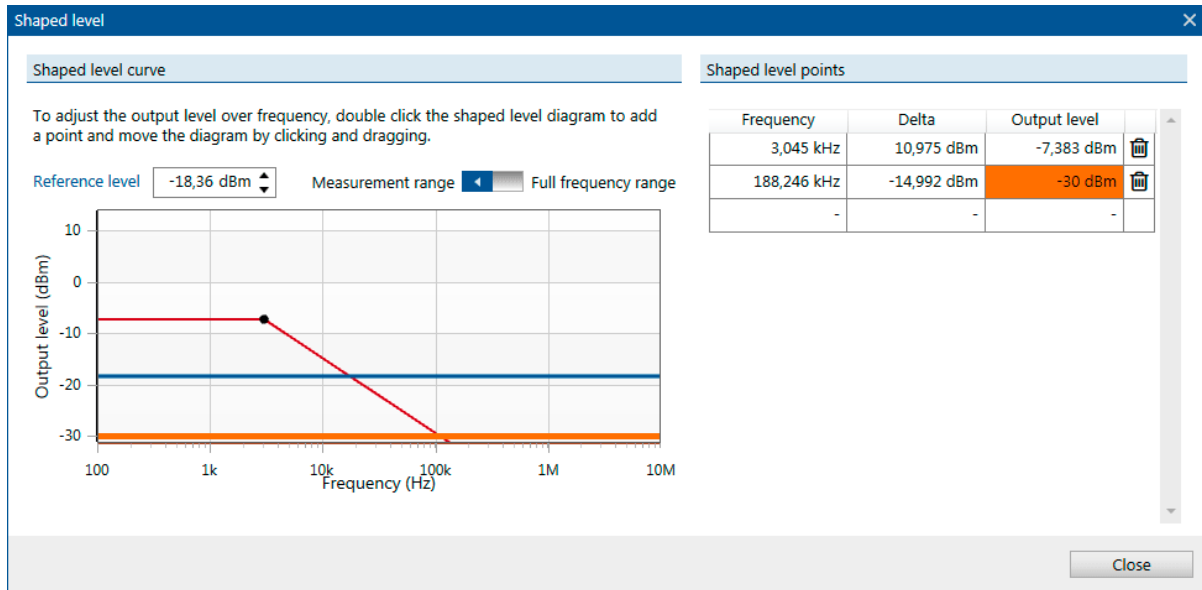 Shaped level
Shaped level curve
To adjust the output level over frequency, double click the shaped level diagram to add
a point and move the diagram by clicking and dragging.
Reference level -18,36 dBm Measurement range Full frequency range
Output level (dBm)
10
0
-10
-20
-30
100 1k 10k 100k 1M 10M
Frequency (Hz)
Shaped level points
Frequency Delta Output level
3,045 kHz 10,975 dBm -7,383 dBm
188,246 kHz -14,992 dBm -30 dBm
- - -
Close